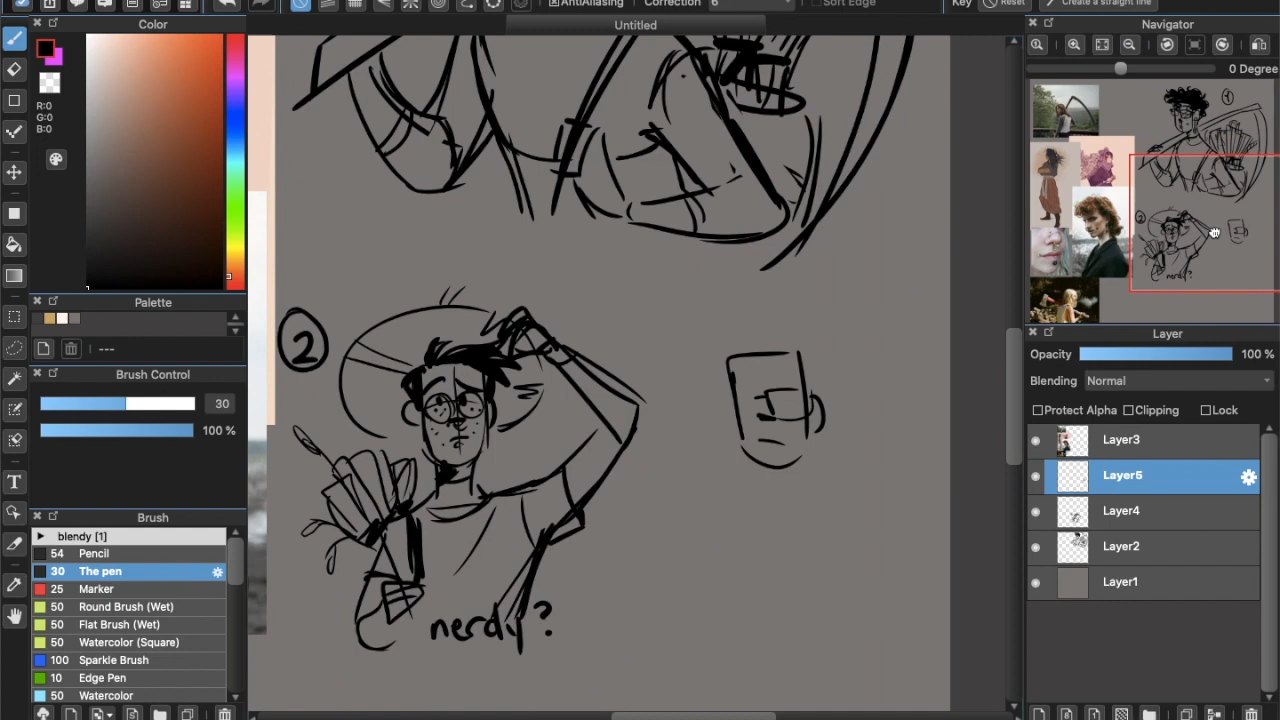 AntiAliasing
Correction
6
Soft Edge
Key
Reset
Create a straight line
Color
Untitled
Navigator
0 Degree
R:0
G:0
B:0
Palette
---
Brush Control
30
100 %
Brush
blendy [1]
54 Pencil
30 The pen
25 Marker
50 Round Brush (Wet)
50 Flat Brush (Wet)
50 Watercolor (Square)
100 Sparkle Brush
10 Edge Pen
50 Watercolor
2
nerdy?
1
2
nerdy?
Layer
Opacity 100 %
Blending Normal
Protect Alpha Clipping Lock
Layer3
Layer5
Layer4
Layer2
Layer1